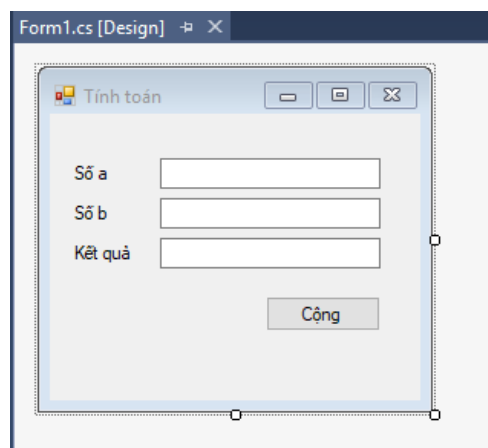 Form1.cs [Design]
Tính toán
Số a
Số b
Kết quả
Cộng